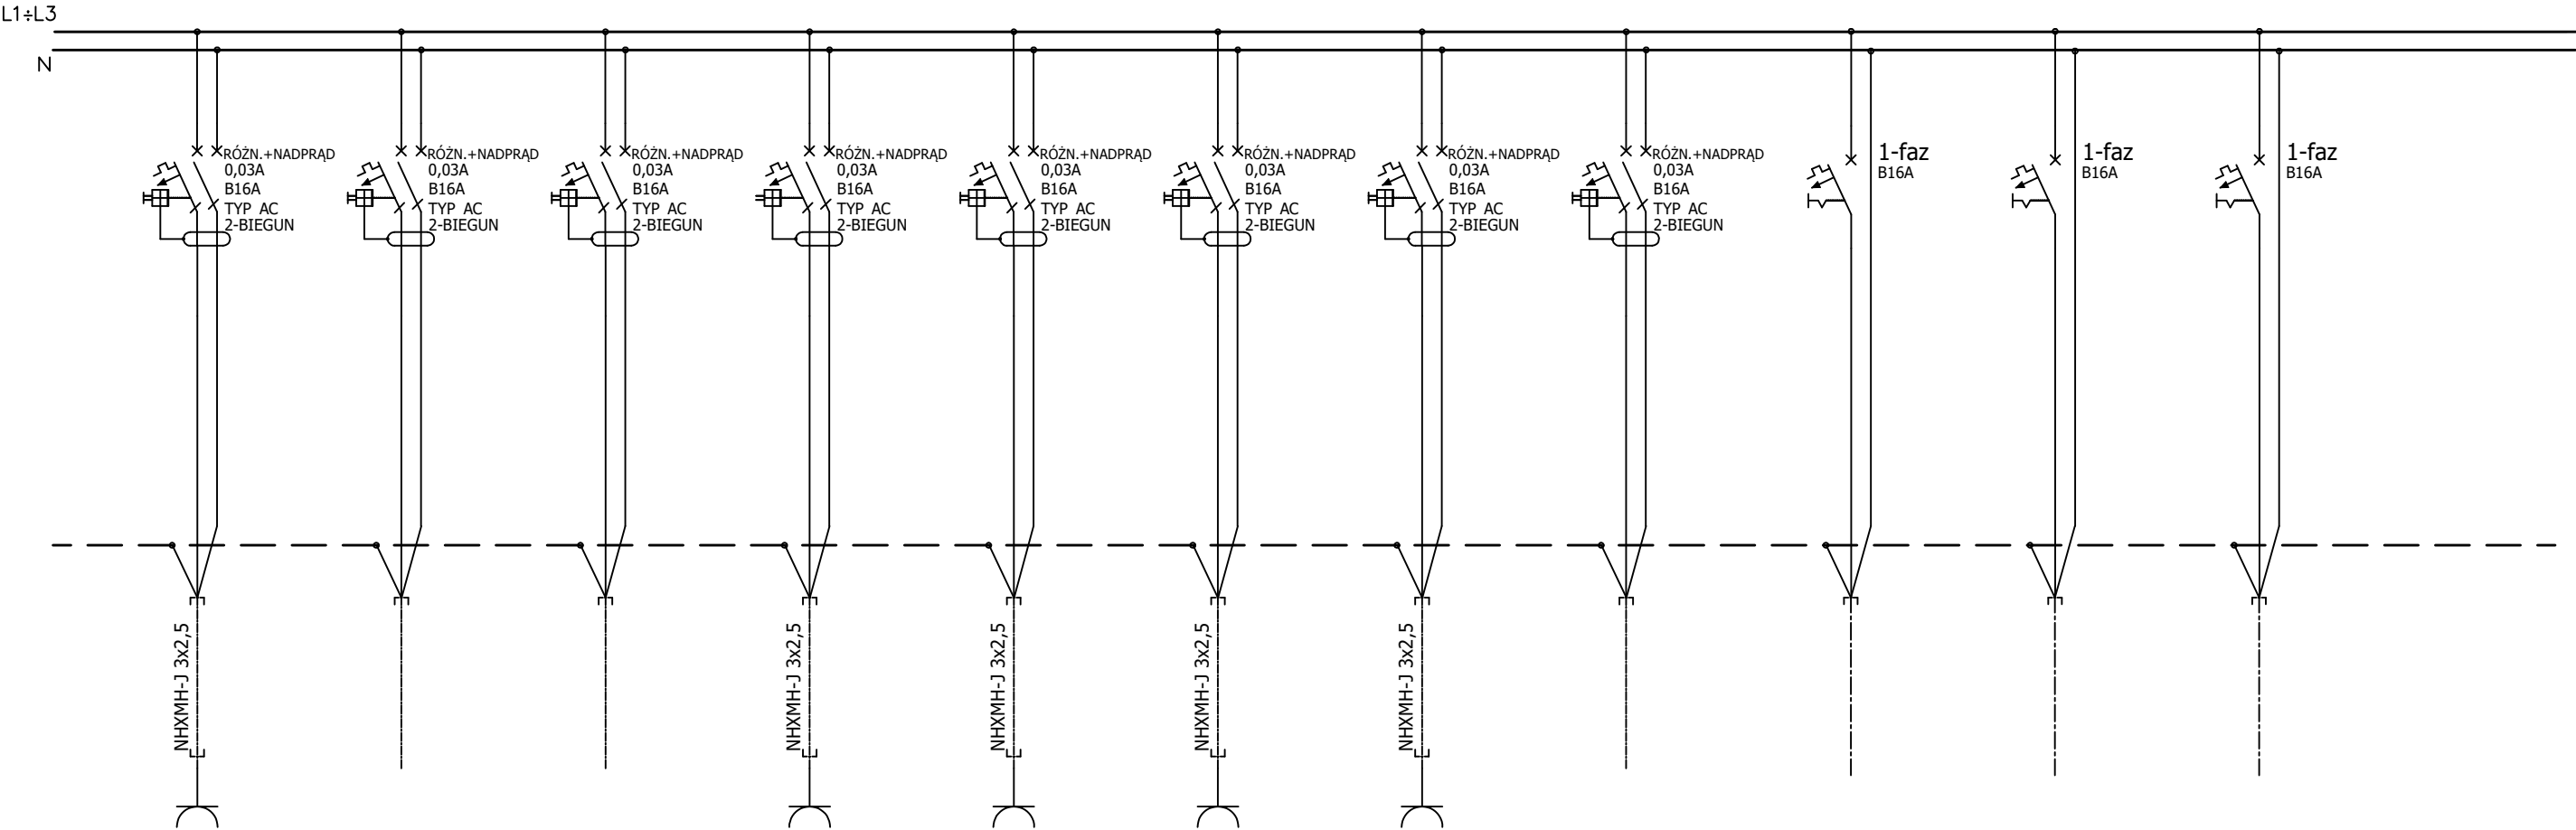 L1÷L3
N
RÓŻN.+NADPRĄD
0,03A
B16A
TYP AC
2-BIEGUN
RÓŻN.+NADPRĄD
0,03A
B16A
TYP AC
2-BIEGUN
RÓŻN.+NADPRĄD
0,03A
B16A
TYP AC
2-BIEGUN
RÓŻN.+NADPRĄD
0,03A
B16A
TYP AC
2-BIEGUN
RÓŻN.+NADPRĄD
0,03A
B16A
TYP AC
2-BIEGUN
RÓŻN.+NADPRĄD
0,03A
B16A
TYP AC
2-BIEGUN
RÓŻN.+NADPRĄD
0,03A
B16A
TYP AC
2-BIEGUN
RÓŻN.+NADPRĄD
0,03A
B16A
TYP AC
2-BIEGUN
1-faz
B16A
1-faz
B16A
1-faz
B16A
NHXMH-J 3x2,5
NHXMH-J 3x2,5
NHXMH-J 3x2,5
NHXMH-J 3x2,5
NHXMH-J 3x2,5